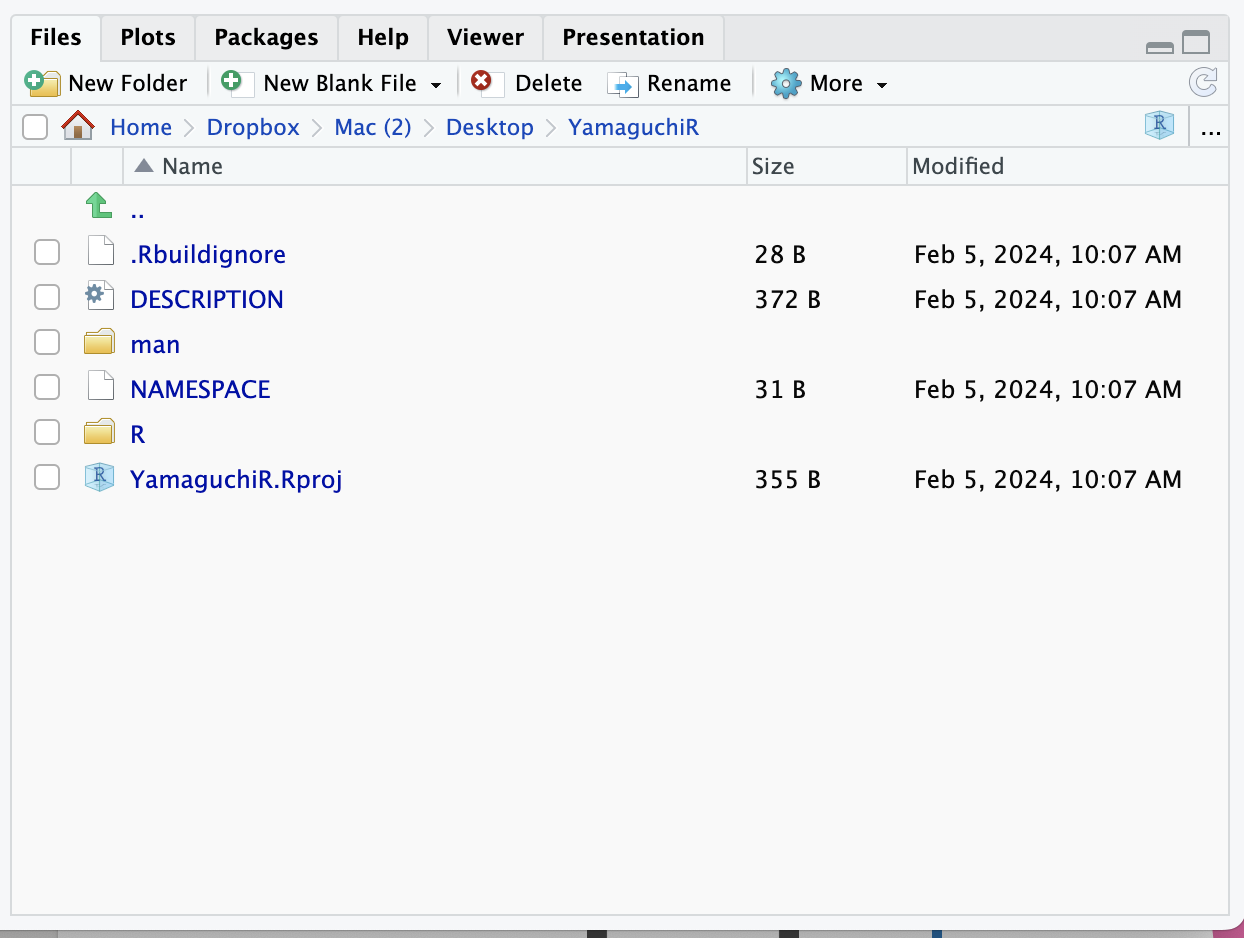 Files Plots Packages Help Viewer Presentation
New Folder New Blank File Delete Rename More
Home Dropbox Mac (2) Desktop YamaguchiR R ...
Name Size Modified
..
.Rbuildignore 28 B Feb 5, 2024, 10:07 AM
DESCRIPTION 372 B Feb 5, 2024, 10:07 AM
man
NAMESPACE 31 B Feb 5, 2024, 10:07 AM
R
R YamaguchiR.Rproj 355 B Feb 5, 2024, 10:07 AM